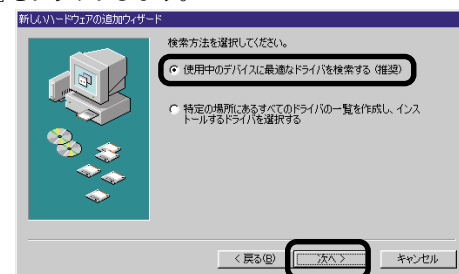 新しいハードウェアの追加ウィザード
検索方法を選択してください。
使用中のデバイスに最適なドライバを検索する (推奨)
特定の場所にあるすべてのドライバの一覧を作成し、インス
トールするドライバを選択する
< 戻る(B)
次へ >
キャンセル